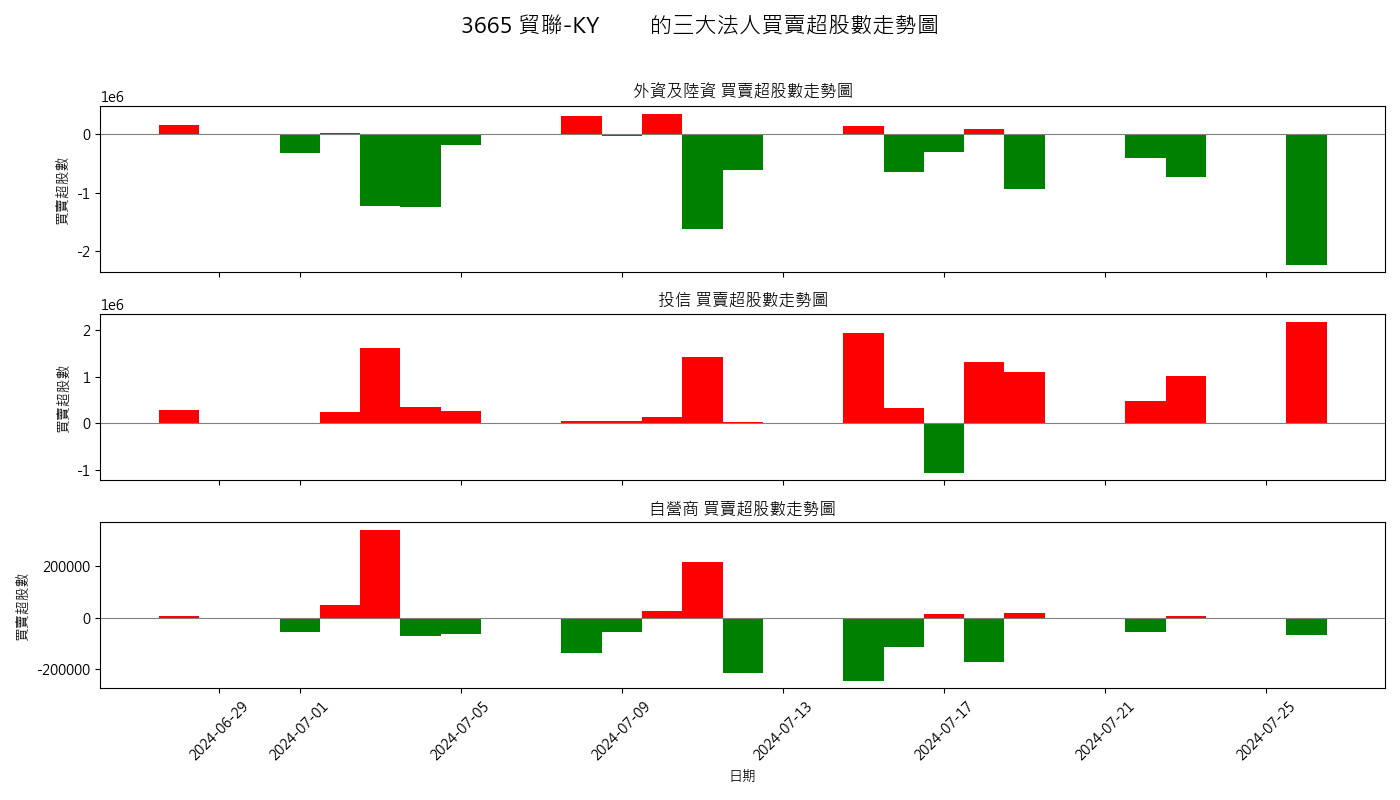 3665 貿聯-KY 的三大法人買賣超股數走勢圖
外資及陸資 買賣超股數走勢圖
1e6
0
-1
-2
買賣超股數
投信 買賣超股數走勢圖
1e6
2
1
0
-1
買賣超股數
自營商 買賣超股數走勢圖
200000
0
-200000
買賣超股數
2024-06-29
2024-07-01
2024-07-05
2024-07-09
2024-07-13
2024-07-17
2024-07-21
2024-07-25
日期